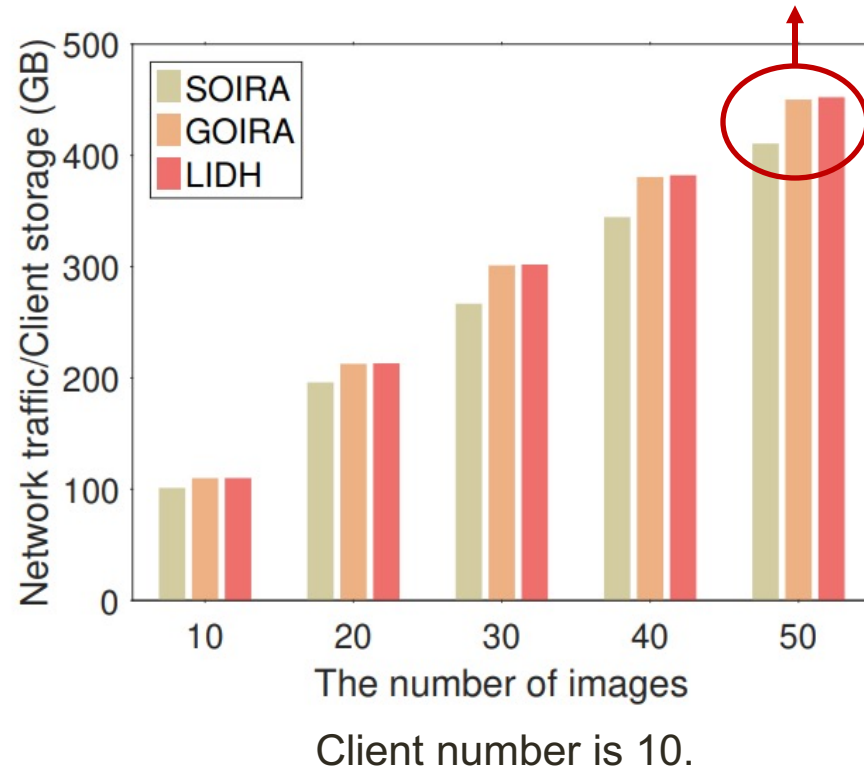 Network traffic/Client storage (GB)
500
400
300
200
100
0
SOIRA
GOIRA
LIDH
10 20 30 40 50
The number of images
Client number is 10.